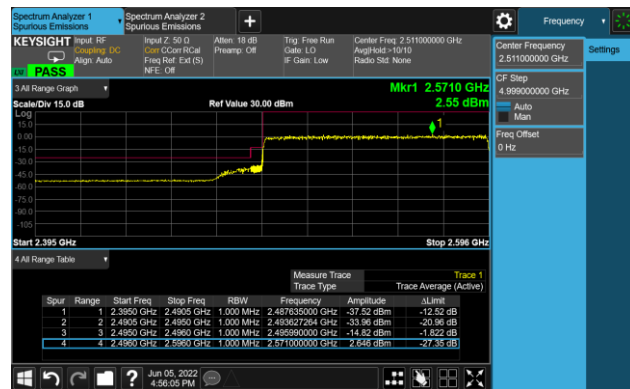 Spectrum Analyzer 1
Spurious Emissions
Spectrum Analyzer 2
Spurious Emissions
Frequency
KEYSIGHT
Input: RF
Coupling: DC
Align: Auto
Input Z: 50 Ω
Corr CCorr RCal
Freq Ref: Ext (S)
NFE: Off
Atten: 18 dB
Preamp: Off
Trig: Free Run
Gate: LO
IF Gain: Low
Center Freq: 2.511000000 GHz
Avg|Hold:>10/10
Radio Std: None
PASS
Center Frequency
2.511000000 GHz
Settings
CF Step
4.999000000 GHz
Auto
Man
Freq Offset
0 Hz
3 All Range Graph
Mkr1 2.5710 GHz
Scale/Div 15.0 dB
Ref Value 30.00 dBm
2.55 dBm
Log
15.0
0.00
-15.0
-30.0
-45.0
-60.0
-75.0
-90.0
-105
1
Start 2.395 GHz
Stop 2.596 GHz
4 All Range Table
Measure Trace Trace 1
Trace Type Trace Average (Active)
Spur Range Start Freq Stop Freq RBW Frequency Amplitude ΔLimit
1 1 2.3950 GHz 2.4905 GHz 1.000 MHz 2.487635000 GHz -37.52 dBm -12.52 dB
2 2 2.4905 GHz 2.4950 GHz 1.000 MHz 2.493627264 GHz -33.96 dBm -20.96 dB
3 3 2.4950 GHz 2.4960 GHz 1.000 MHz 2.495990000 GHz -14.82 dBm -1.822 dB
4 4 2.4960 GHz 2.5960 GHz 1.000 MHz 2.571000000 GHz 2.646 dBm -27.35 dB
?
Jun 05, 2022
4:56:05 PM